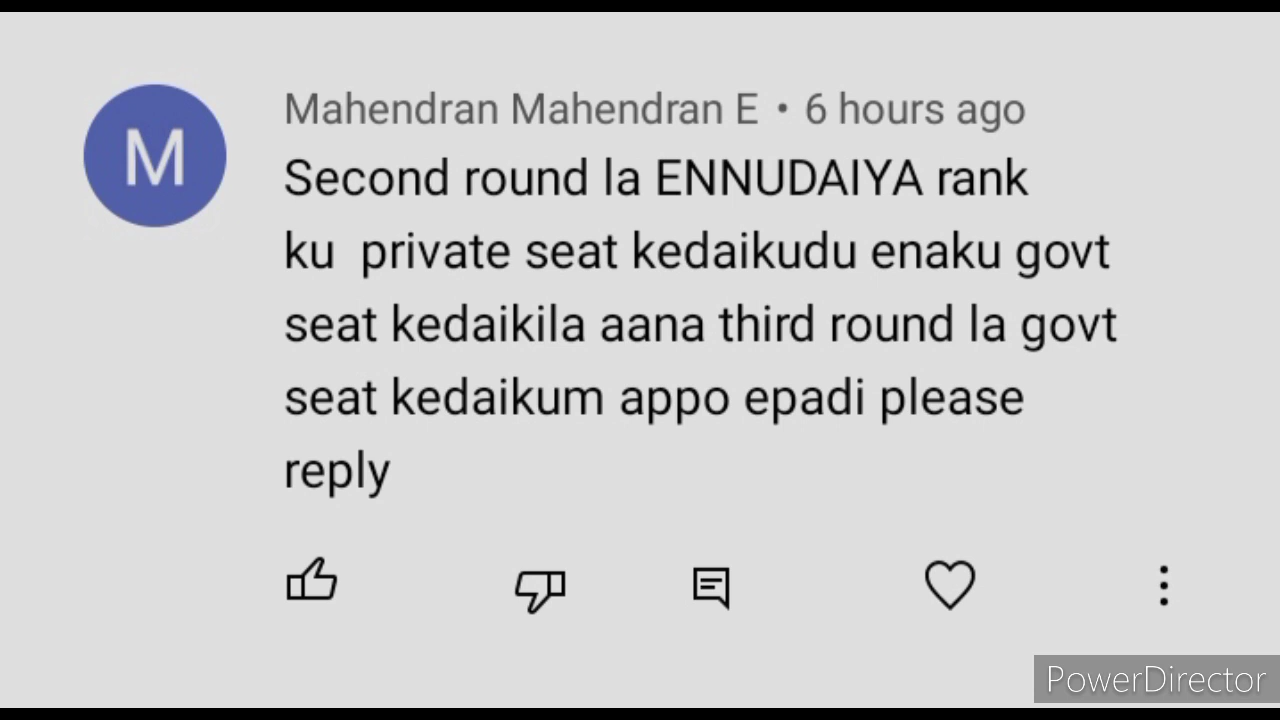 M
Mahendran Mahendran E • 6 hours ago
Second round la ENNUDAIYA rank
ku  private seat kedaikudu enaku govt
seat kedaikila aana third round la govt
seat kedaikum appo epadi please
reply
PowerDirector